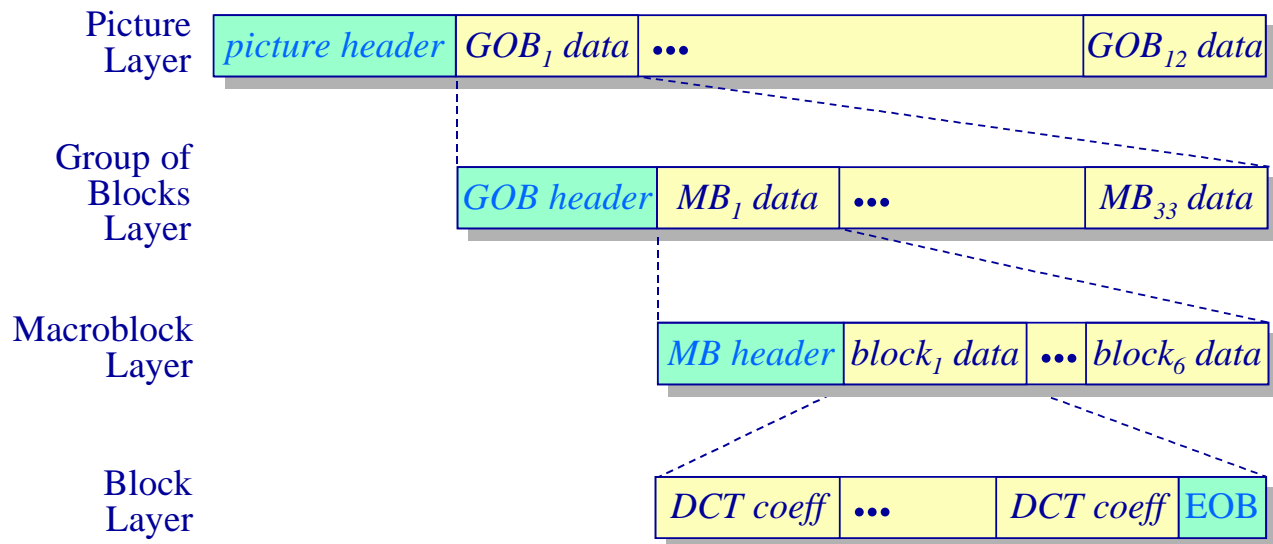 Picture
Layer
picture header GOB₁ data ••• GOB₁₂ data
Group of
Blocks
Layer
GOB header MB₁ data ••• MB₃₃ data
Macroblock
Layer
MB header block₁ data ••• block₆ data
Block
Layer
DCT coeff ••• DCT coeff EOB